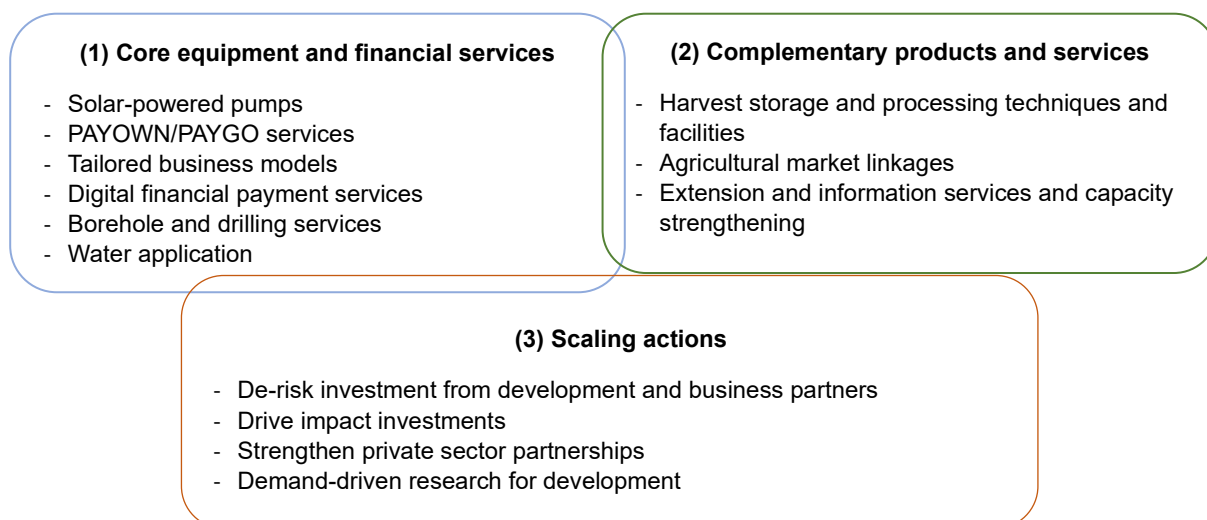 (1) Core equipment and financial services
- Solar-powered pumps
- PAYOWN/PAYGO services
- Tailored business models
- Digital financial payment services
- Borehole and drilling services
- Water application
(2) Complementary products and services
- Harvest storage and processing techniques and
facilities
- Agricultural market linkages
- Extension and information services and capacity
strengthening
(3) Scaling actions
- De-risk investment from development and business partners
- Drive impact investments
- Strengthen private sector partnerships
- Demand-driven research for development